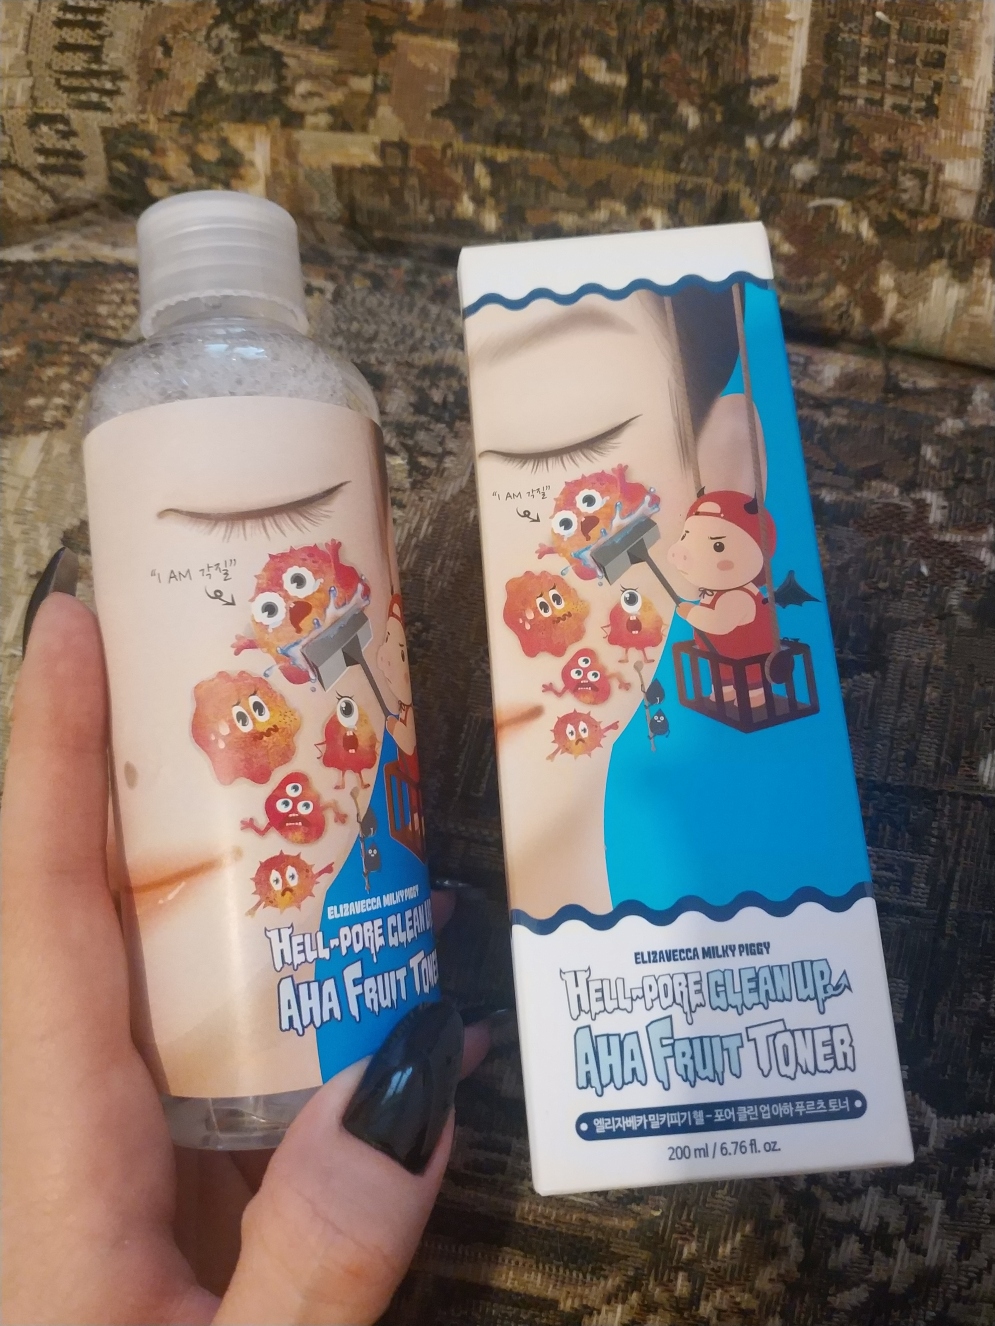 "I AM 각질"
ELIZAVECCA MILKY PIGGY
HELL-PORE CLEAN UP
AHA FRUIT TONER
"I AM 각질"
ELIZAVECCA MILKY PIGGY
HELL-PORE CLEAN UP
AHA FRUIT TONER
엘리자베카 밀키피기 헬-포어 클린 업 아하 푸르츠 토너
200 ml / 6.76 fl. oz.